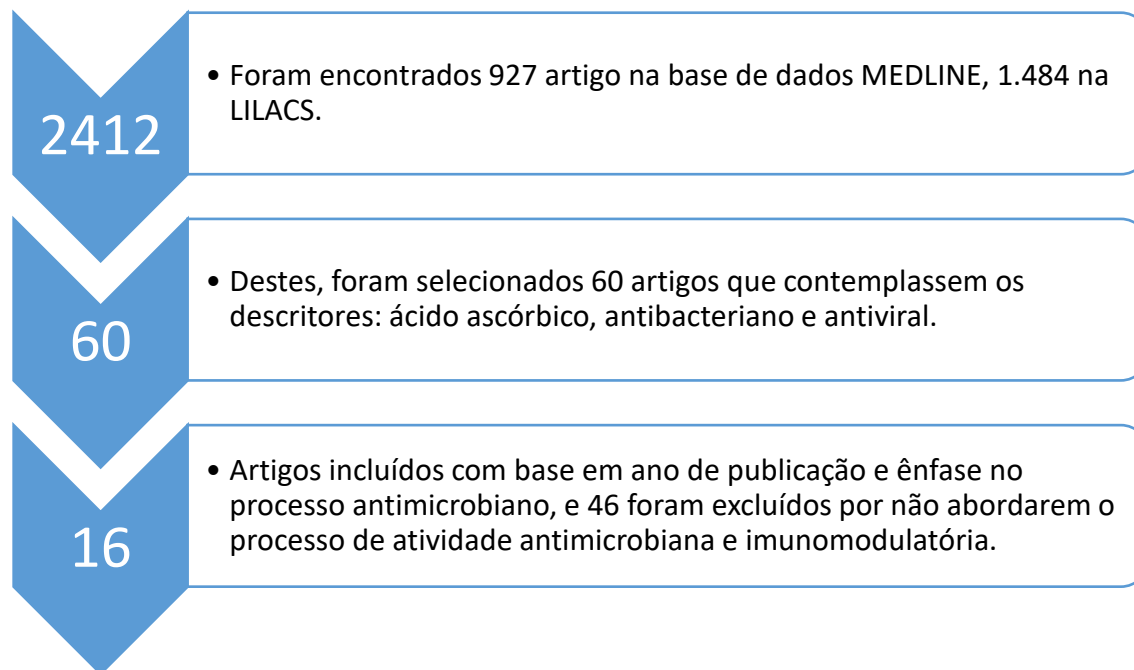 2412
• Foram encontrados 927 artigo na base de dados MEDLINE, 1.484 na
LILACS.
60
• Destes, foram selecionados 60 artigos que contemplassem os
descritores: ácido ascórbico, antibacteriano e antiviral.
16
• Artigos incluídos com base em ano de publicação e ênfase no
processo antimicrobiano, e 46 foram excluídos por não abordarem o
processo de atividade antimicrobiana e imunomodulatória.